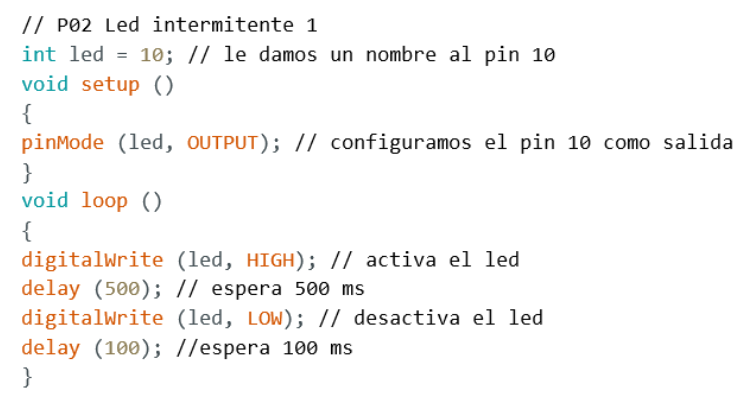 // P02 Led intermitente 1
int led = 10; // le damos un nombre al pin 10
void setup ()
{
pinMode (led, OUTPUT); // configuramos el pin 10 como salida
}
void loop ()
{
digitalWrite (led, HIGH); // activa el led
delay (500); // espera 500 ms
digitalWrite (led, LOW); // desactiva el led
delay (100); //espera 100 ms
}